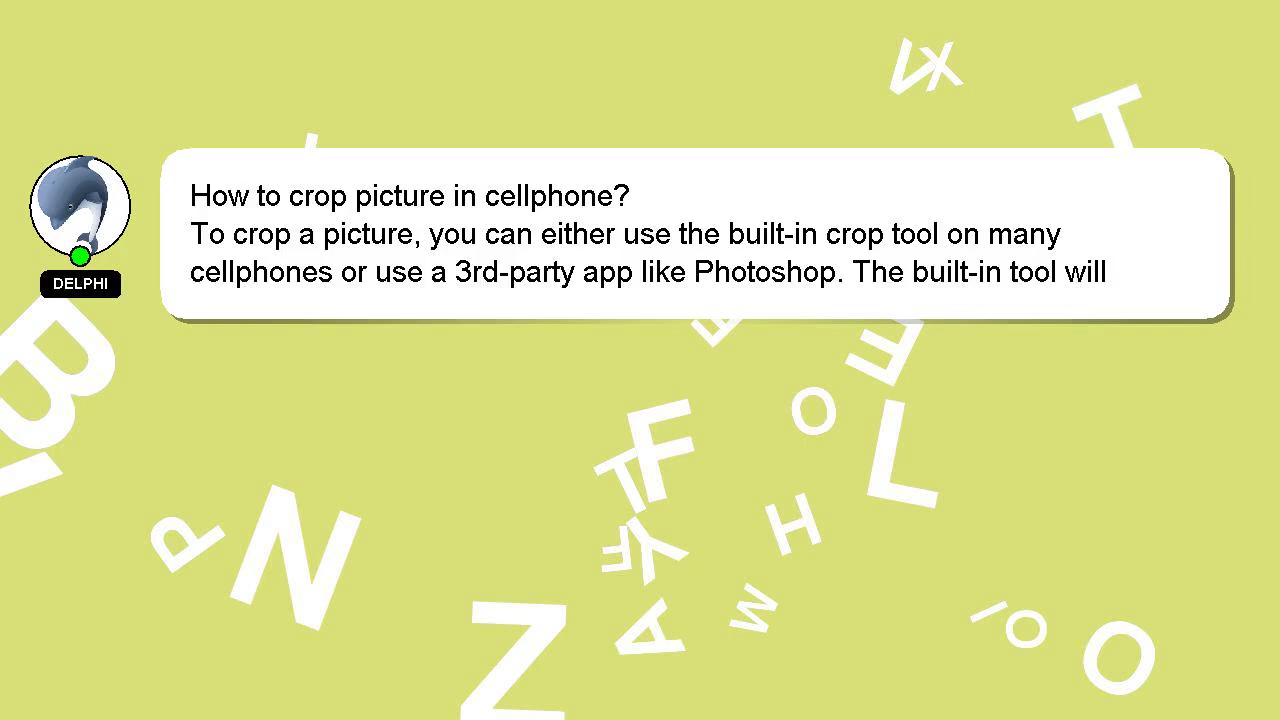 VX
T
How to crop picture in cellphone?
To crop a picture, you can either use the built-in crop tool on many
cellphones or use a 3rd-party app like Photoshop. The built-in tool will
DELPHI
B
E
E
O
F
T
L
P
N
H
F
Y
W
A
Z
I
O
O